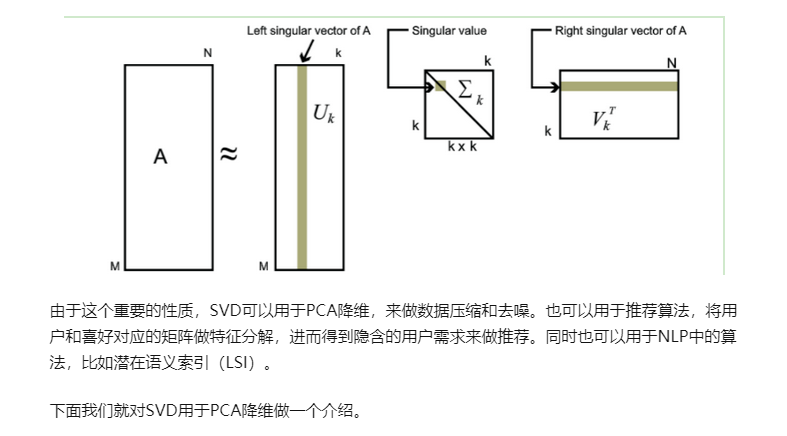 Left singular vector of A
Singular value
Right singular vector of A
N
k
k
N
A
≈
U_k
Σ_k
V_k^T
k
k
k x k
M
M
由于这个重要的性质，SVD可以用于PCA降维，来做数据压缩和去噪。也可以用于推荐算法，将用
户和喜好对应的矩阵做特征分解，进而得到隐含的用户需求来做推荐。同时也可以用于NLP中的算
法，比如潜在语义索引（LSI）。
下面我们就对SVD用于PCA降维做一个介绍。